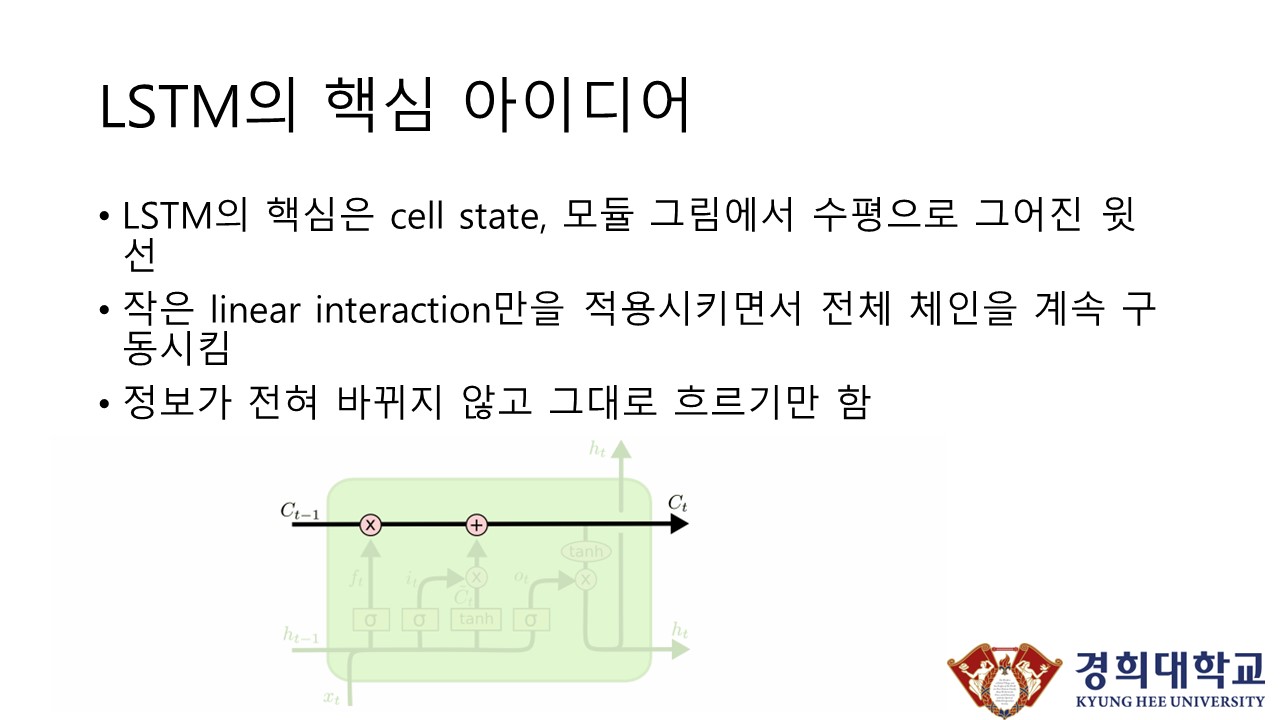 LSTM의 핵심 아이디어
• LSTM의 핵심은 cell state, 모듈 그림에서 수평으로 그어진 윗
선
• 작은 linear interaction만을 적용시키면서 전체 체인을 계속 구
동시킴
• 정보가 전혀 바뀌지 않고 그대로 흐르기만 함
h_t
C_{t-1} x + C_t
tanh
f_t i_t x o_t x
C̃_t
σ σ tanh σ
h_{t-1} h_t
x_t
경희대학교
KYUNG HEE UNIVERSITY